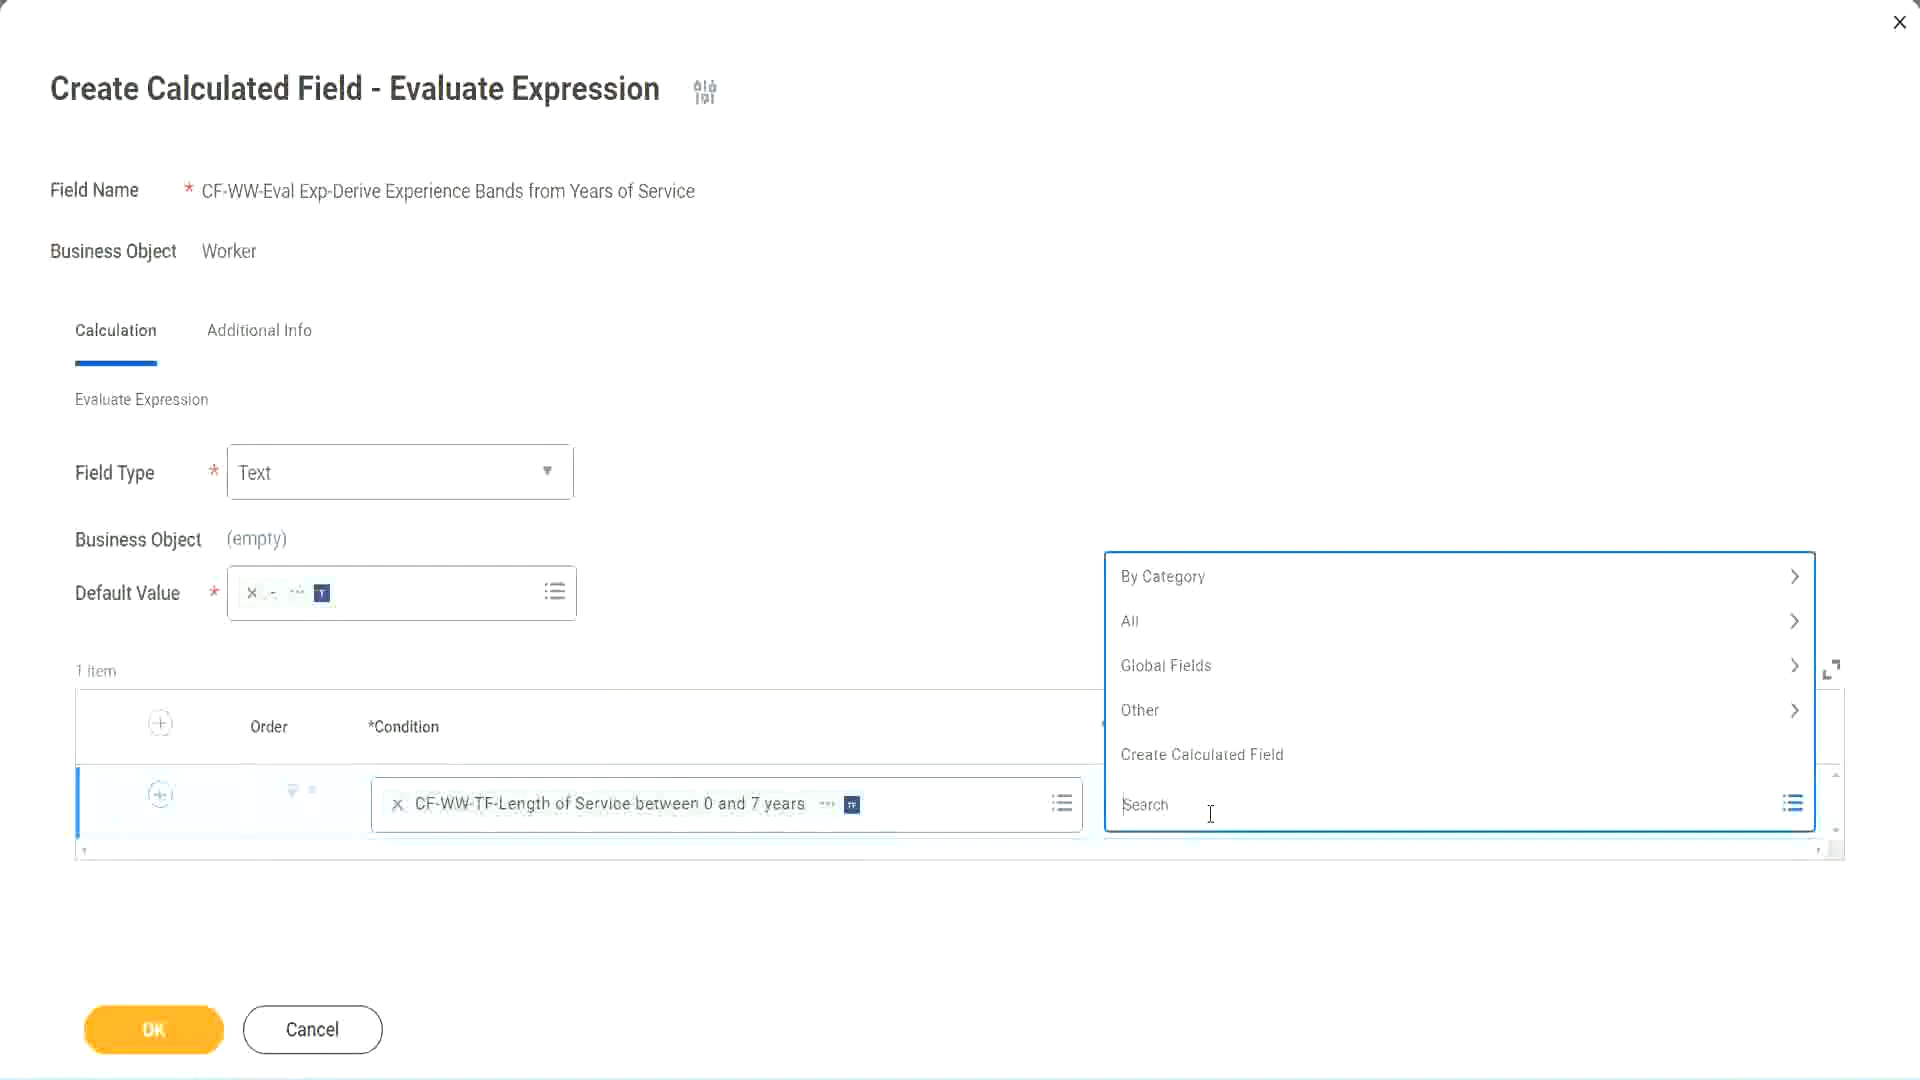 Create Calculated Field - Evaluate Expression
Field Name * CF-WW-Eval Exp-Derive Experience Bands from Years of Service
Business Object Worker
Calculation Additional Info
Evaluate Expression
Field Type * Text
Business Object (empty)
Default Value * - T
1 item
Order *Condition
CF-WW-TF-Length of Service between 0 and 7 years TF
By Category
All
Global Fields
Other
Create Calculated Field
Search
OK Cancel